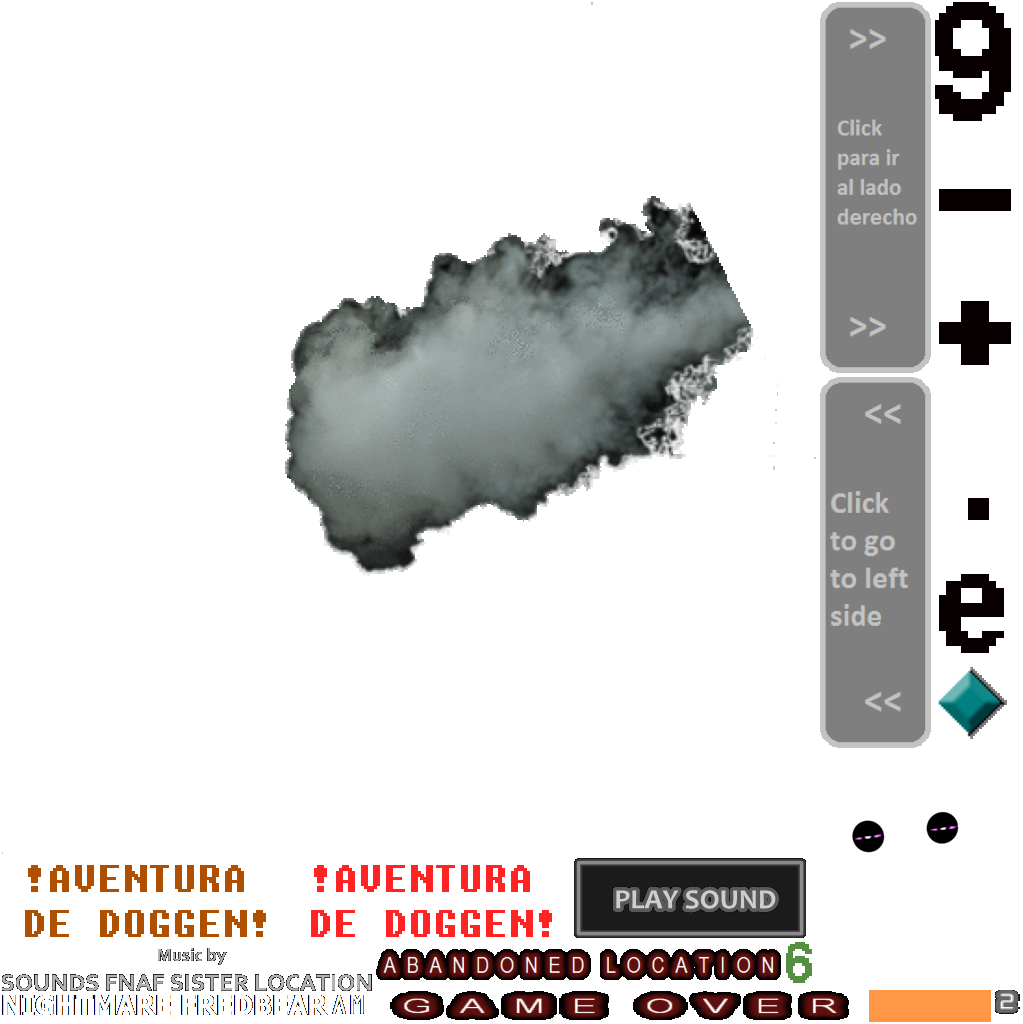 >>
Click
para ir
al lado
derecho
>>
9
-
+
<<
Click
to go
to left
side
<<
.
e
!AVENTURA
DE DOGGEN!
!AVENTURA
DE DOGGEN!
PLAY SOUND
Music by
SOUNDS FNAF SISTER LOCATION
NIGHTMARE FREDBEAR AM
ABANDONED LOCATION 6
GAME OVER
2